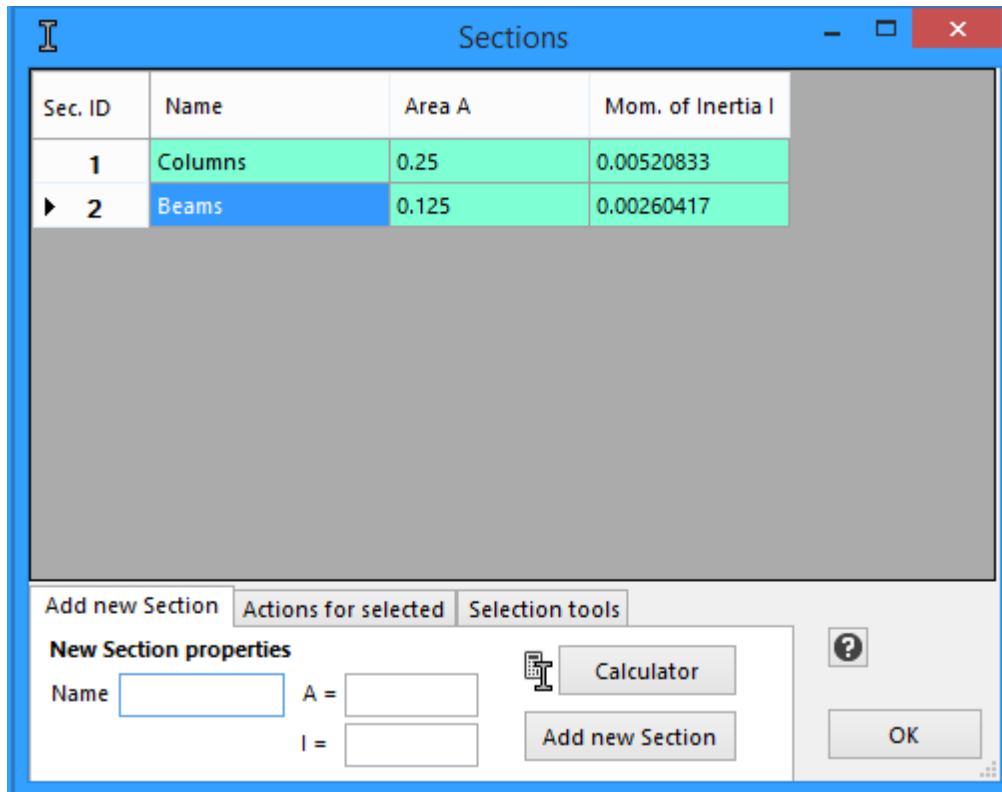 Sections
Sec. ID Name Area A Mom. of Inertia I
1 Columns 0.25 0.00520833
2 Beams 0.125 0.00260417
Add new Section Actions for selected Selection tools
New Section properties
Name A = Calculator
I = Add new Section OK